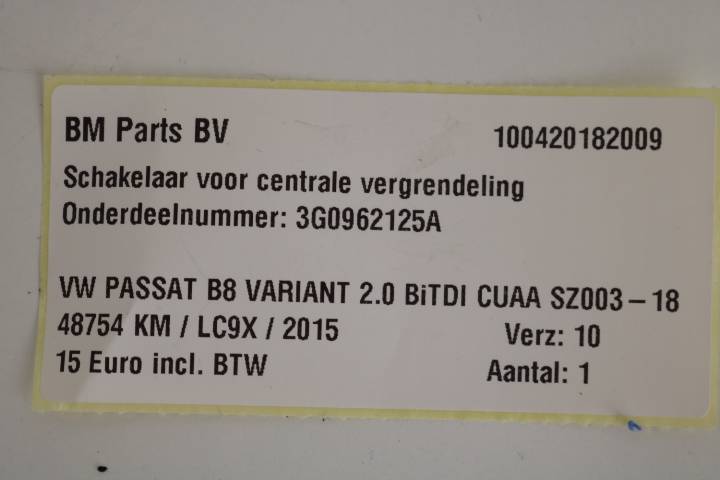 BM Parts BV 100420182009
Schakelaar voor centrale vergrendeling
Onderdeelnummer: 3G0962125A
VW PASSAT B8 VARIANT 2.0 BiTDI CUAA SZ003-18
48754 KM / LC9X / 2015 Verz: 10
15 Euro incl. BTW Aantal: 1